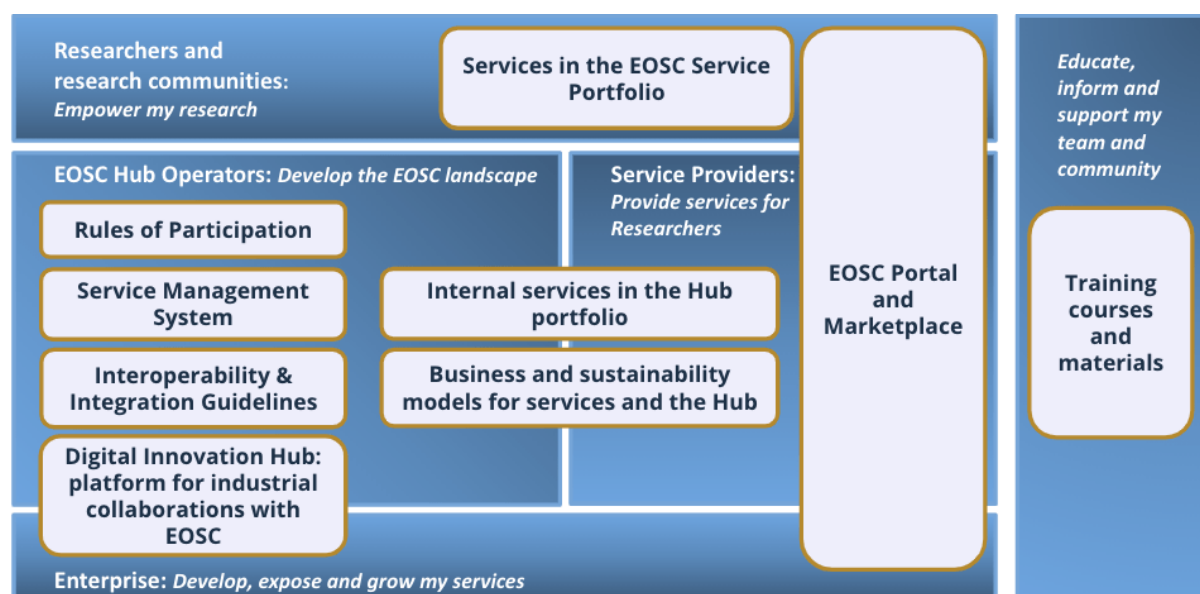 Researchers and
research communities:
Empower my research
Services in the EOSC Service
Portfolio
EOSC Hub Operators: Develop the EOSC landscape
Rules of Participation
Service Management
System
Interoperability &
Integration Guidelines
Digital Innovation Hub:
platform for industrial
collaborations with
EOSC
Service Providers:
Provide services for
Researchers
Internal services in the Hub
portfolio
Business and sustainability
models for services and the Hub
EOSC Portal
and
Marketplace
Enterprise: Develop, expose and grow my services
Educate,
inform and
support my
team and
community
Training
courses
and
materials